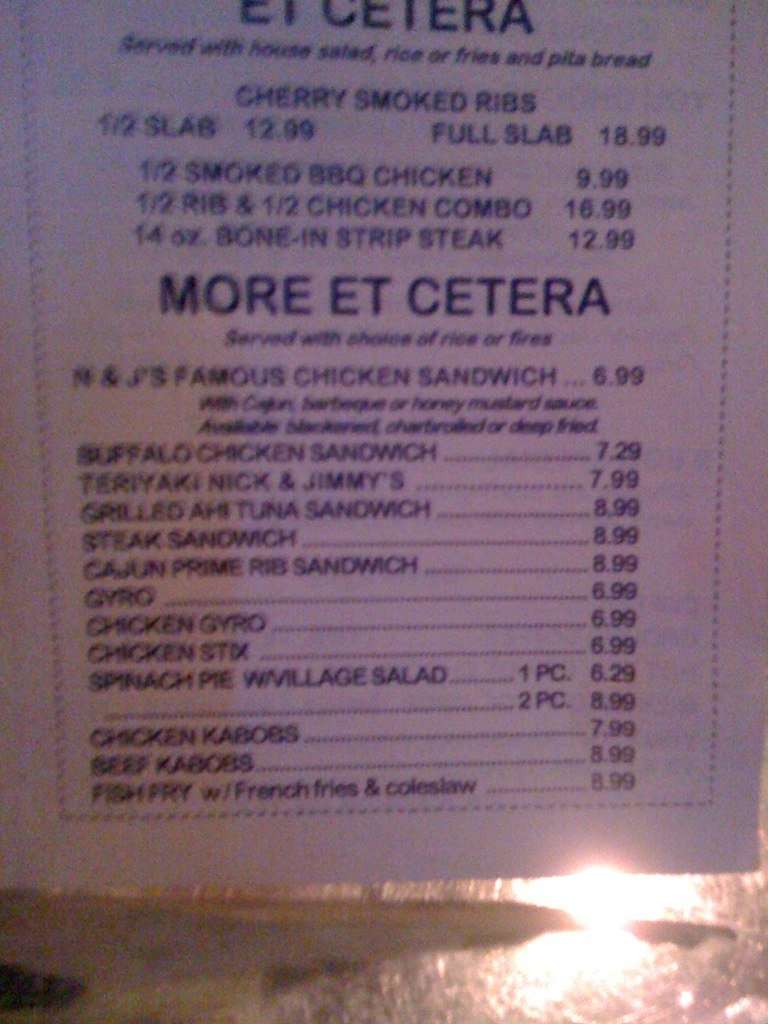 ET CETERA
Served with house salad, rice or fries and pita bread
CHERRY SMOKED RIBS
1/2 SLAB 12.99 FULL SLAB 18.99
1/2 SMOKED BBQ CHICKEN 9.99
1/2 RIB & 1/2 CHICKEN COMBO 16.99
14 oz. BONE-IN STRIP STEAK 12.99
MORE ET CETERA
Served with choice of rice or fires
N & J'S FAMOUS CHICKEN SANDWICH ... 6.99
With Cajun, barbeque or honey mustard sauce.
Available blackened, charbroiled or deep fried.
BUFFALO CHICKEN SANDWICH ........................ 7.29
TERIYAKI NICK & JIMMY'S ........................... 7.99
GRILLED AHI TUNA SANDWICH ......................... 8.99
STEAK SANDWICH ............................................... 8.99
CAJUN PRIME RIB SANDWICH ........................... 8.99
GYRO ...................................................................... 6.99
CHICKEN GYRO .................................................... 6.99
CHICKEN STIX ...................................................... 6.99
SPINACH PIE W/VILLAGE SALAD ........... 1 PC. 6.29
.................................................................... 2 PC. 8.99
CHICKEN KABOBS ............................................... 7.99
BEEF KABOBS ....................................................... 8.99
FISH FRY w/ French fries & coleslaw ................. 8.99